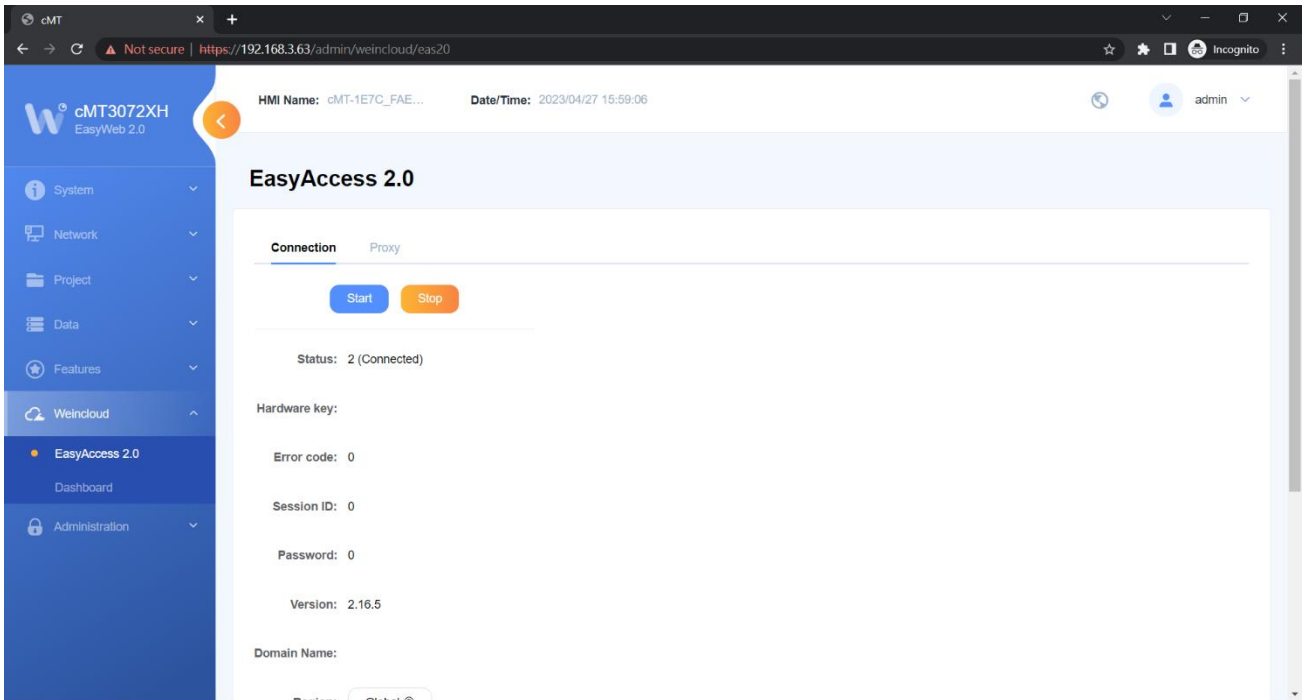 cMT
Not secure | https://192.168.3.63/admin/weincloud/eas20
Incognito
cMT3072XH
EasyWeb 2.0
HMI Name: cMT-1E7C_FAE... Date/Time: 2023/04/27 15:59:06
admin
System
Network
Project
Data
Features
Weincloud
EasyAccess 2.0
Dashboard
Administration
EasyAccess 2.0
Connection Proxy
Start Stop
Status: 2 (Connected)
Hardware key:
Error code: 0
Session ID: 0
Password: 0
Version: 2.16.5
Domain Name:
Region: Global